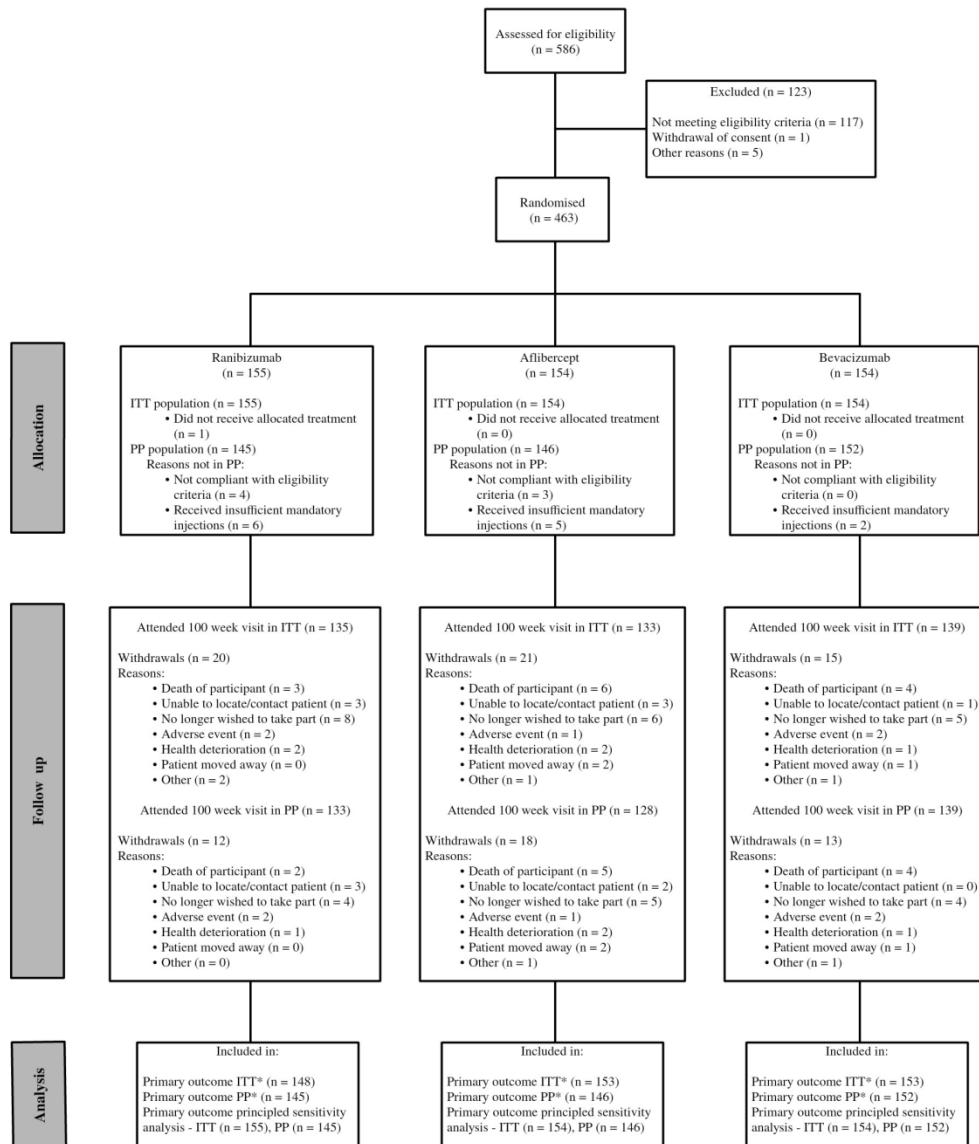 Assessed for eligibility
(n = 586)
Excluded (n = 123)
Not meeting eligibility criteria (n = 117)
Withdrawal of consent (n = 1)
Other reasons (n = 5)
Randomised
(n = 463)
Allocation
Ranibizumab
(n = 155)
ITT population (n = 155)
• Did not receive allocated treatment
(n = 1)
PP population (n = 145)
Reasons not in PP:
• Not compliant with eligibility
criteria (n = 4)
• Received insufficient mandatory
injections (n = 6)
Aflibercept
(n = 154)
ITT population (n = 154)
• Did not receive allocated treatment
(n = 0)
PP population (n = 146)
Reasons not in PP:
• Not compliant with eligibility
criteria (n = 3)
• Received insufficient mandatory
injections (n = 5)
Bevacizumab
(n = 154)
ITT population (n = 154)
• Did not receive allocated treatment
(n = 0)
PP population (n = 152)
Reasons not in PP:
• Not compliant with eligibility
criteria (n = 0)
• Received insufficient mandatory
injections (n = 2)
Follow up
Attended 100 week visit in ITT (n = 135)
Withdrawals (n = 20)
Reasons:
• Death of participant (n = 3)
• Unable to locate/contact patient (n = 3)
• No longer wished to take part (n = 8)
• Adverse event (n = 2)
• Health deterioration (n = 2)
• Patient moved away (n = 0)
• Other (n = 2)
Attended 100 week visit in PP (n = 133)
Withdrawals (n = 12)
Reasons:
• Death of participant (n = 2)
• Unable to locate/contact patient (n = 3)
• No longer wished to take part (n = 4)
• Adverse event (n = 2)
• Health deterioration (n = 1)
• Patient moved away (n = 0)
• Other (n = 0)
Attended 100 week visit in ITT (n = 133)
Withdrawals (n = 21)
Reasons:
• Death of participant (n = 6)
• Unable to locate/contact patient (n = 3)
• No longer wished to take part (n = 6)
• Adverse event (n = 1)
• Health deterioration (n = 2)
• Patient moved away (n = 2)
• Other (n = 1)
Attended 100 week visit in PP (n = 128)
Withdrawals (n = 18)
Reasons:
• Death of participant (n = 5)
• Unable to locate/contact patient (n = 2)
• No longer wished to take part (n = 5)
• Adverse event (n = 1)
• Health deterioration (n = 2)
• Patient moved away (n = 2)
• Other (n = 1)
Attended 100 week visit in ITT (n = 139)
Withdrawals (n = 15)
Reasons:
• Death of participant (n = 4)
• Unable to locate/contact patient (n = 1)
• No longer wished to take part (n = 5)
• Adverse event (n = 2)
• Health deterioration (n = 1)
• Patient moved away (n = 1)
• Other (n = 1)
Attended 100 week visit in PP (n = 139)
Withdrawals (n = 13)
Reasons:
• Death of participant (n = 4)
• Unable to locate/contact patient (n = 0)
• No longer wished to take part (n = 4)
• Adverse event (n = 2)
• Health deterioration (n = 1)
• Patient moved away (n = 1)
• Other (n = 1)
Analysis
Included in:
Primary outcome ITT* (n = 148)
Primary outcome PP* (n = 145)
Primary outcome principled sensitivity
analysis - ITT (n = 155), PP (n = 145)
Included in:
Primary outcome ITT* (n = 153)
Primary outcome PP* (n = 146)
Primary outcome principled sensitivity
analysis - ITT (n = 154), PP (n = 146)
Included in:
Primary outcome ITT* (n = 153)
Primary outcome PP* (n = 152)
Primary outcome principled sensitivity
analysis - ITT (n = 154), PP (n = 152)